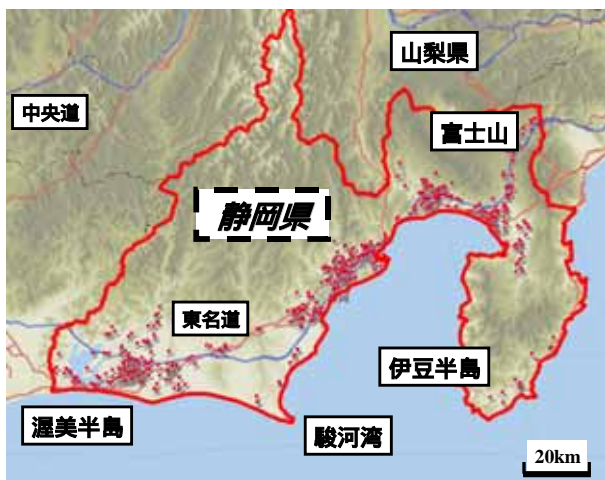 山梨県
中央道
富士山
静岡県
東名道
伊豆半島
渥美半島
駿河湾
20km